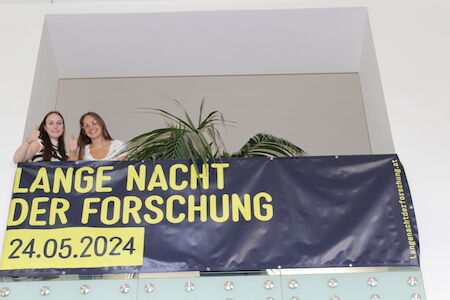 LANGE NACHT
DER FORSCHUNG
24.05.2024
langenachtderforschung.at